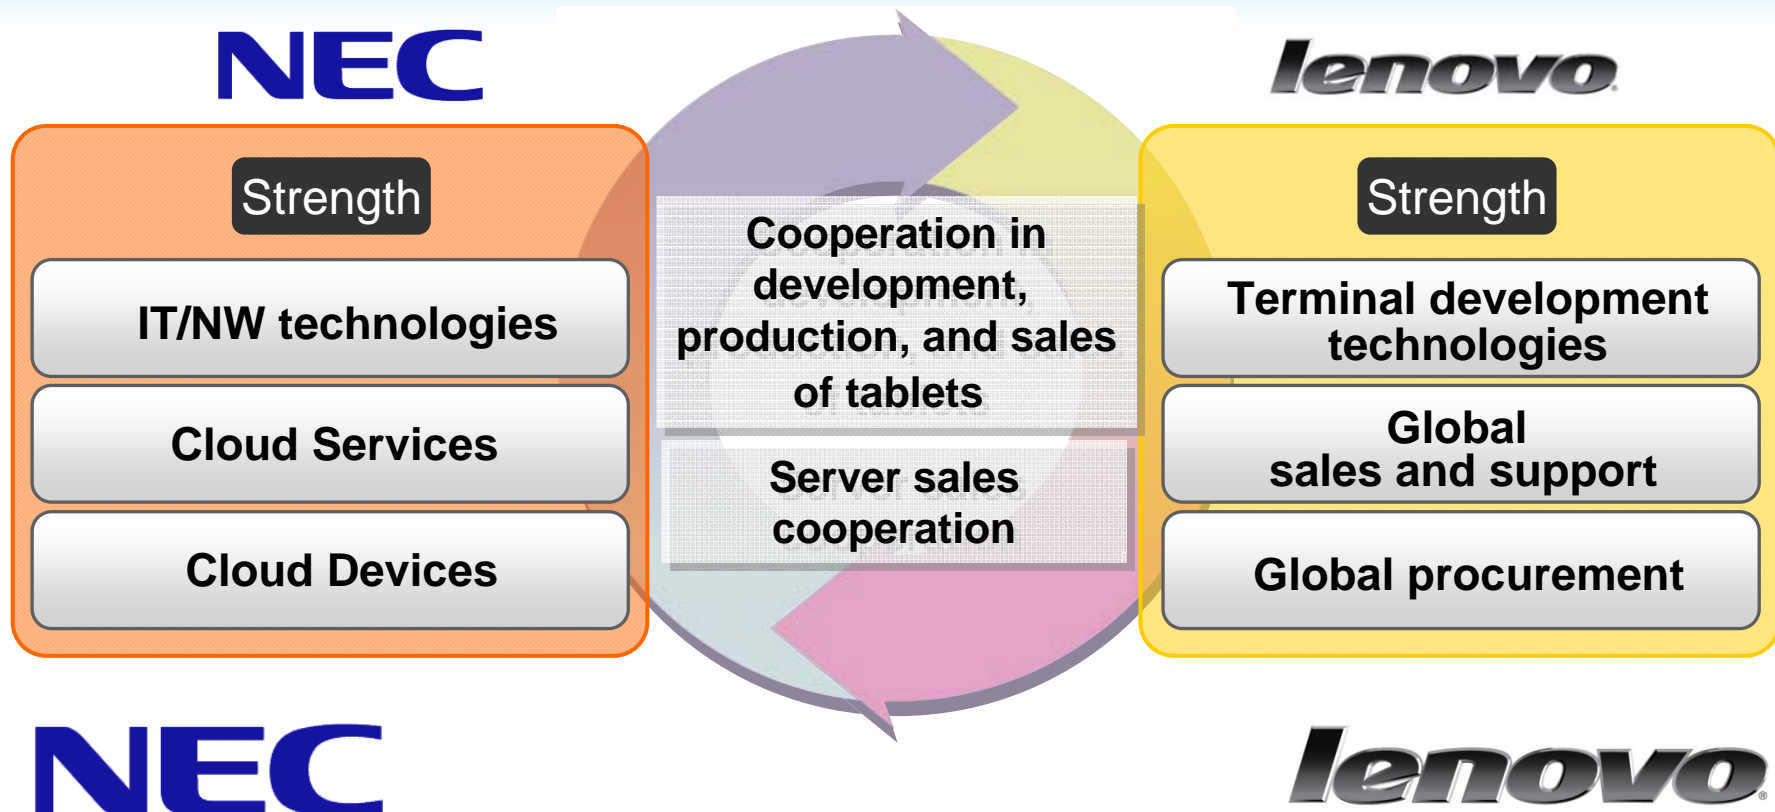 NEC
lenovo
Strength
IT/NW technologies
Cloud Services
Cloud Devices
Cooperation in
development,
production, and sales
of tablets
Server sales
cooperation
Strength
Terminal development
technologies
Global
sales and support
Global procurement
NEC
lenovo